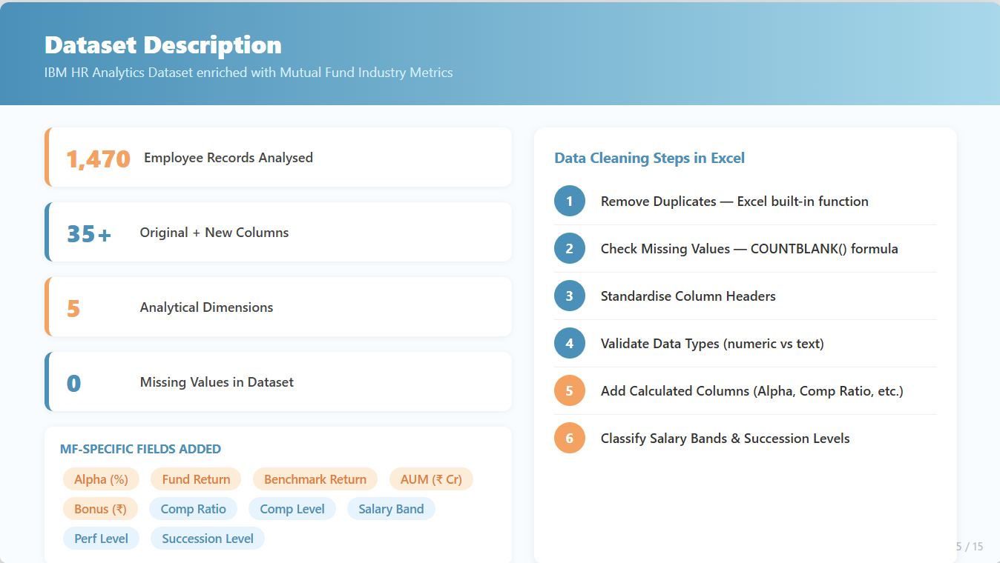 Dataset Description
IBM HR Analytics Dataset enriched with Mutual Fund Industry Metrics
1,470 Employee Records Analysed
35+ Original + New Columns
5 Analytical Dimensions
0 Missing Values in Dataset
MF-SPECIFIC FIELDS ADDED
Alpha (%) Fund Return Benchmark Return AUM (₹ Cr)
Bonus (₹) Comp Ratio Comp Level Salary Band
Perf Level Succession Level
Data Cleaning Steps in Excel
1 Remove Duplicates — Excel built-in function
2 Check Missing Values — COUNTBLANK() formula
3 Standardise Column Headers
4 Validate Data Types (numeric vs text)
5 Add Calculated Columns (Alpha, Comp Ratio, etc.)
6 Classify Salary Bands & Succession Levels
5 / 15